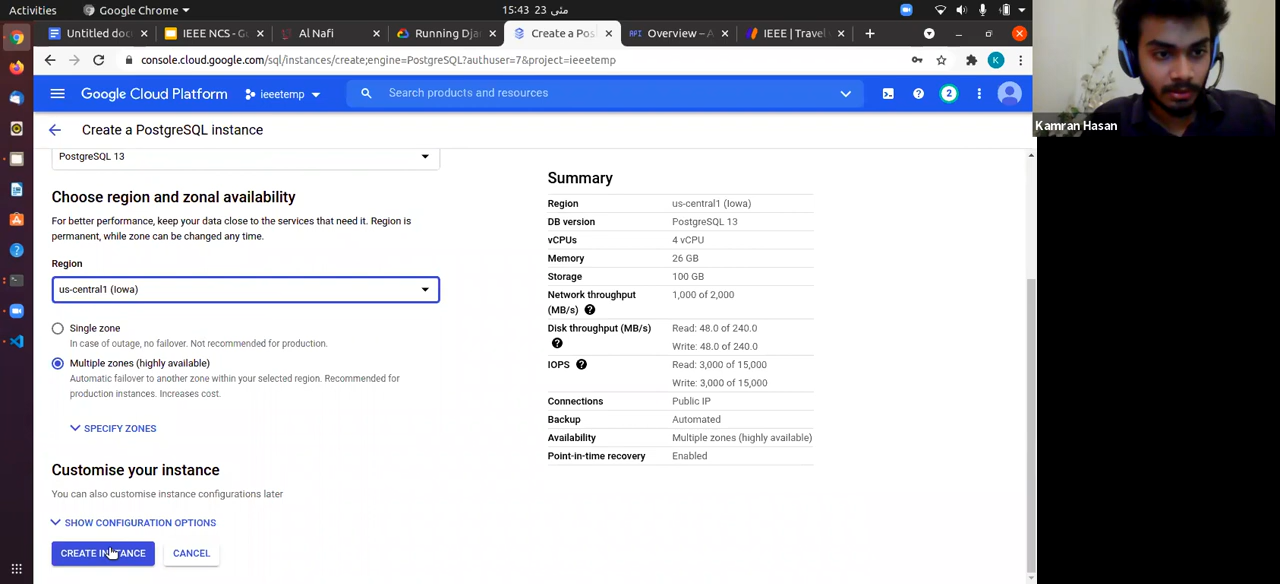 Activities
Google Chrome
15:43 23 مئی
Untitled doc
IEEE NCS - Gu
Al Nafi
Running Dja
Create a Pos
Overview – A
IEEE | Travel
console.cloud.google.com/sql/instances/create;engine=PostgreSQL?authuser=7&project=ieeetemp
K
Google Cloud Platform
ieeetemp
Search products and resources
2
Kamran Hasan
Create a PostgreSQL instance
PostgreSQL 13
Choose region and zonal availability
For better performance, keep your data close to the services that need it. Region is
permanent, while zone can be changed any time.
Region
us-central1 (Iowa)
Single zone
In case of outage, no failover. Not recommended for production.
Multiple zones (highly available)
Automatic failover to another zone within your selected region. Recommended for
production instances. Increases cost.
SPECIFY ZONES
Customise your instance
You can also customise instance configurations later
SHOW CONFIGURATION OPTIONS
CREATE INSTANCE
CANCEL
Summary
Region us-central1 (Iowa)
DB version PostgreSQL 13
vCPUs 4 vCPU
Memory 26 GB
Storage 100 GB
Network throughput (MB/s) 1,000 of 2,000
Disk throughput (MB/s) Read: 48.0 of 240.0
Write: 48.0 of 240.0
IOPS Read: 3,000 of 15,000
Write: 3,000 of 15,000
Connections Public IP
Backup Automated
Availability Multiple zones (highly available)
Point-in-time recovery Enabled